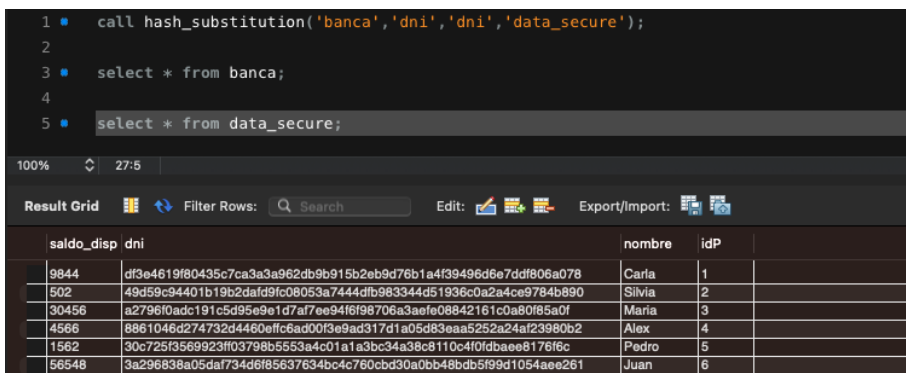 1 call hash_substitution('banca','dni','dni','data_secure');
2
3 select * from banca;
4
5 select * from data_secure;
100% 27:5
Result Grid Filter Rows: Search Edit: Export/Import:
saldo_disp dni nombre idP
9844 df3e4619f80435c7ca3a3a962db9b915b2eb9d76b1a4f39496d6e7ddf806a078 Carla 1
502 49d59c94401b19b2dafd9fc08053a7444dfb983344d51936c0a2a4ce9784b890 Silvia 2
30456 a2796f0adc191c5d95e9e1d7af7ee94f6f98706a3aefe08842161c0a80f85a0f Maria 3
4566 8861046d274732d4460effc6ad00f3e9ad317d1a05d83eaa5252a24af23980b2 Alex 4
1562 30c725f3569923ff03798b5553a4c01a1a3bc34a38c8110c4f0fdbaee8176f6c Pedro 5
56548 3a296838a05daf734d6f85637634bc4c760cbd30a0bb48bdb5f99d1054aee261 Juan 6